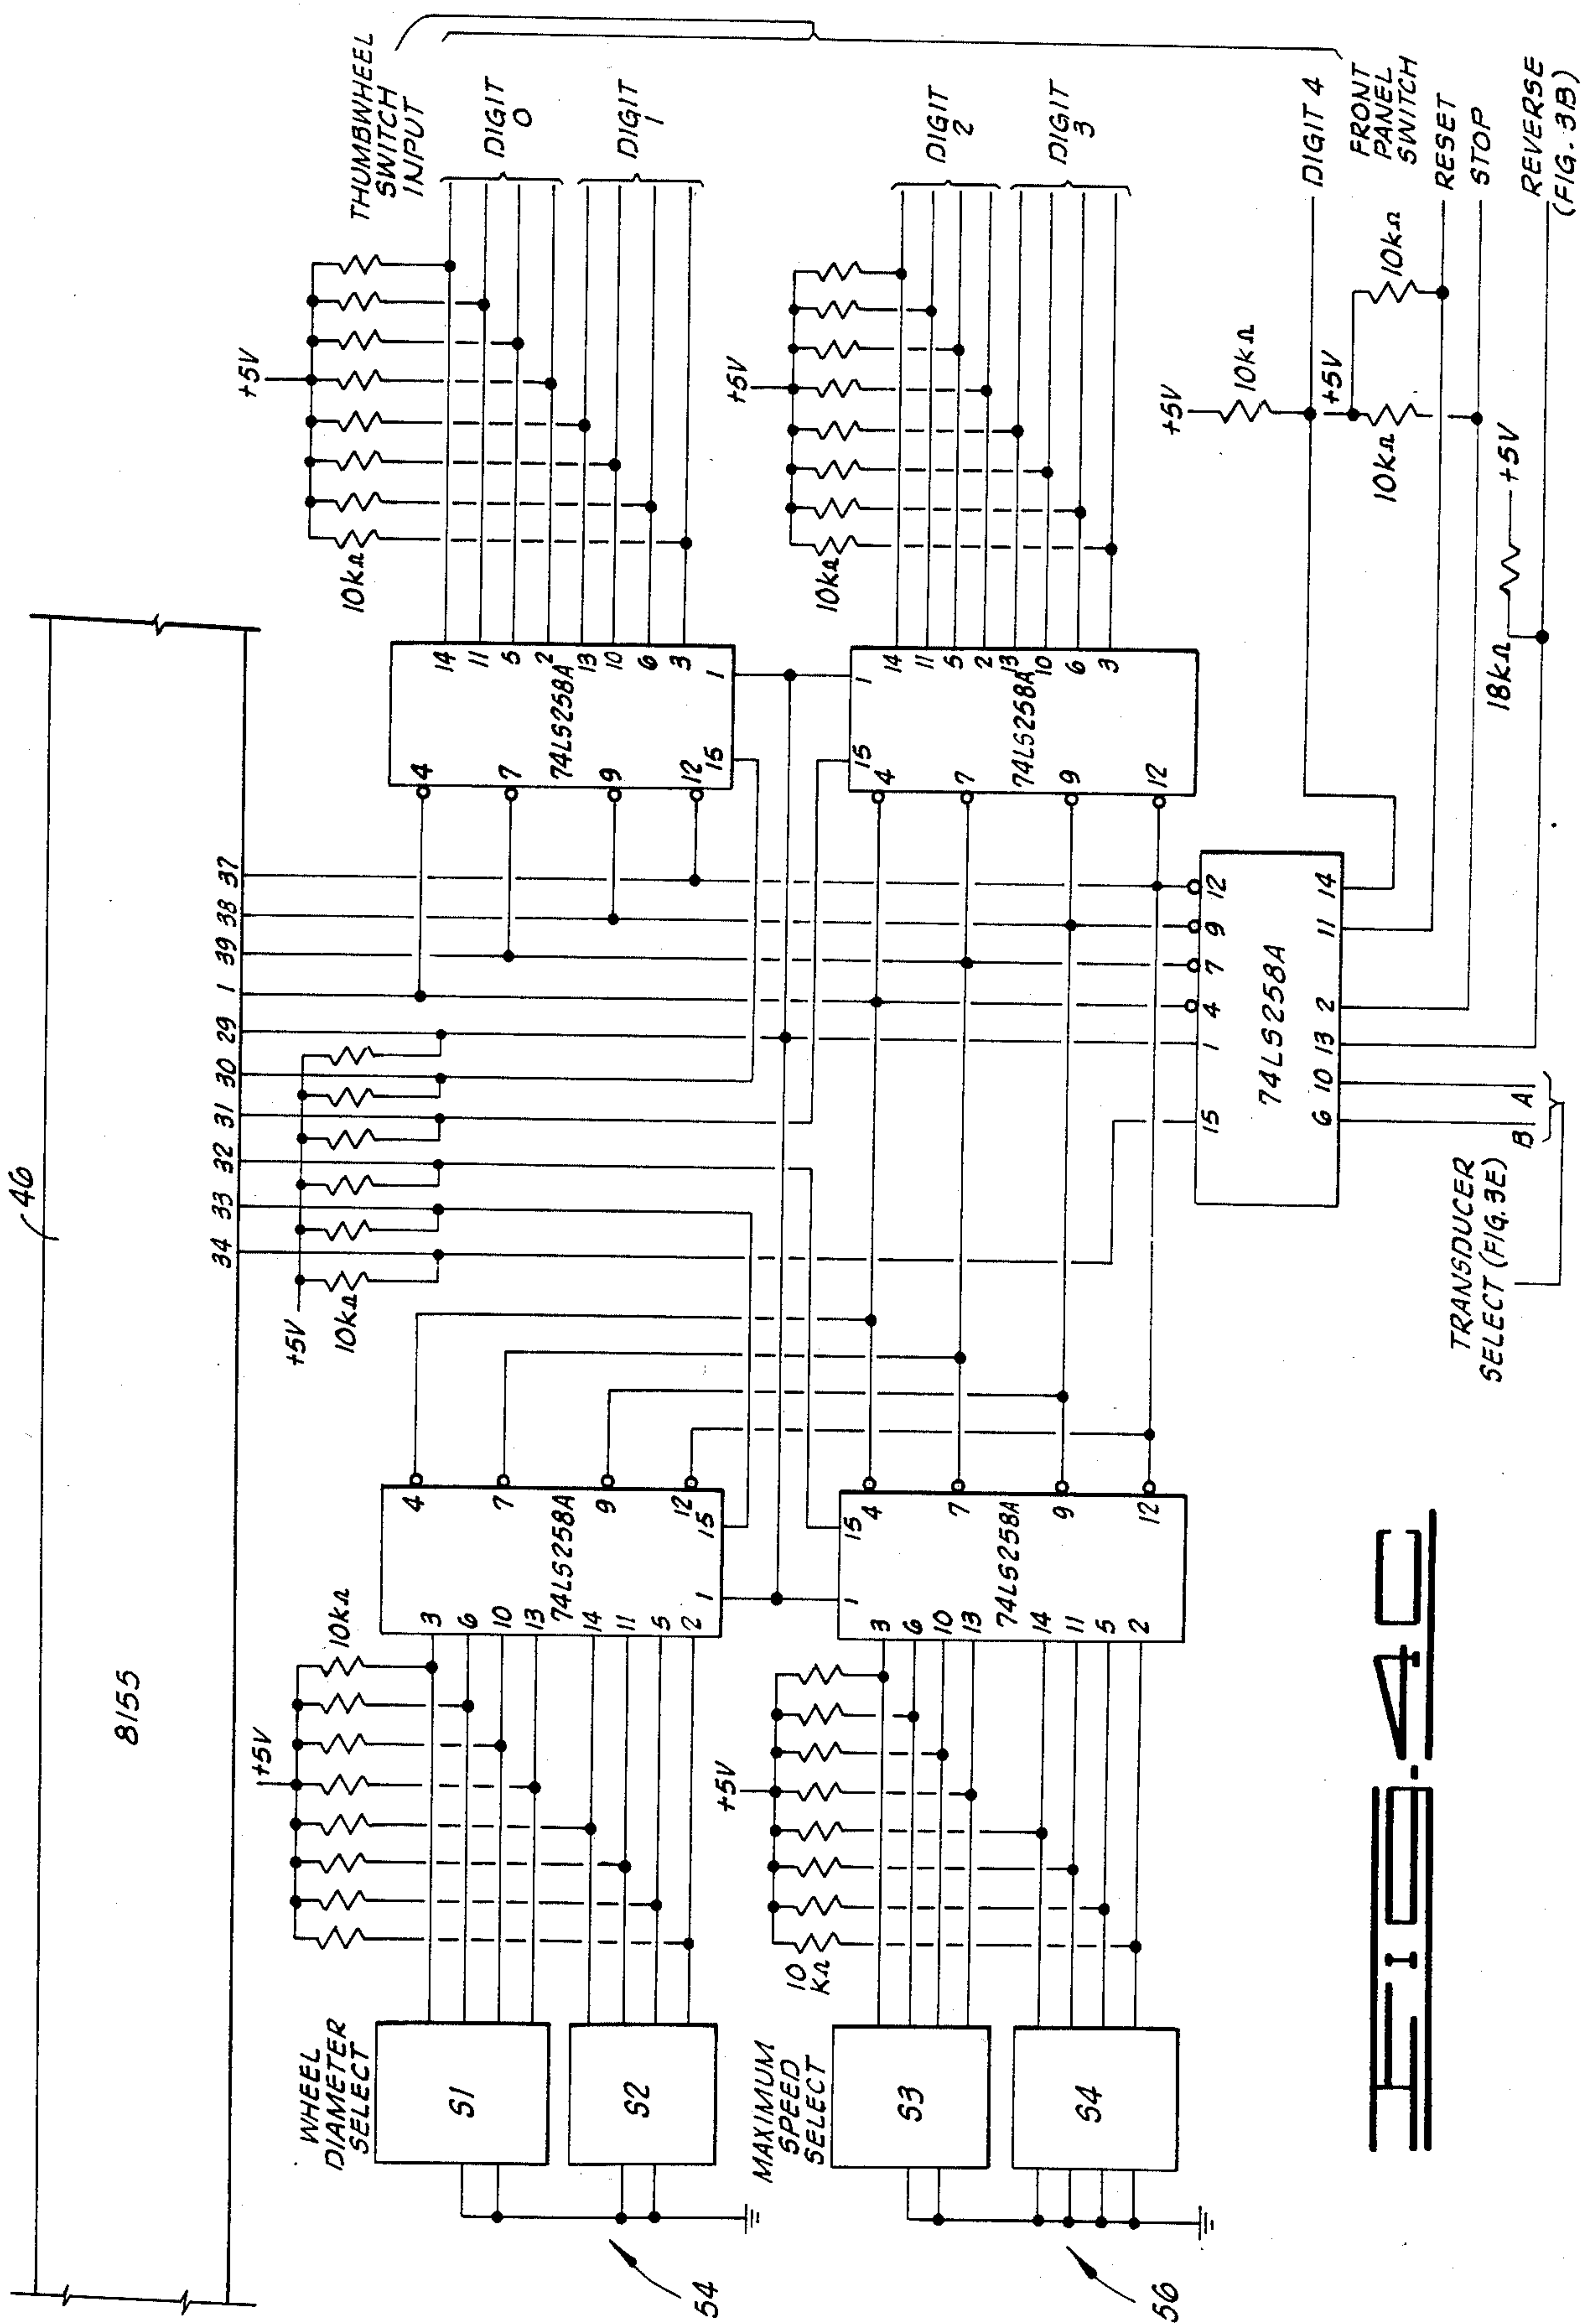 46
8155
34 33 32 31 30 29 1 39 38 37
+5V
10kΩ
WHEEL
DIAMETER
SELECT
S1
S2
54
+5V
10kΩ
3
6
10
13
14
11
5
2
74LS258A
1
15
4
7
9
12
MAXIMUM
SPEED
SELECT
S3
S4
56
+5V
10
KΩ
3
6
10
13
14
11
5
2
74LS258A
1
15
4
7
9
12
4
7
9
12
15
74LS258A
1
14
11
5
2
13
10
6
3
10kΩ
+5V
THUMBWHEEL
SWITCH
INPUT
DIGIT
0
DIGIT
1
15
4
7
9
12
74LS258A
1
14
11
5
2
13
10
6
3
10kΩ
+5V
DIGIT
2
DIGIT
3
15 1 4 7 9 12
74LS258A
6 10 13 2 11 14
B A
TRANSDUCER
SELECT (FIG.3E)
+5V
10kΩ
DIGIT 4
+5V
10kΩ
10kΩ
FRONT
PANEL
SWITCH
RESET
STOP
18kΩ
+5V
REVERSE
(FIG. 3B)
FIG-4C